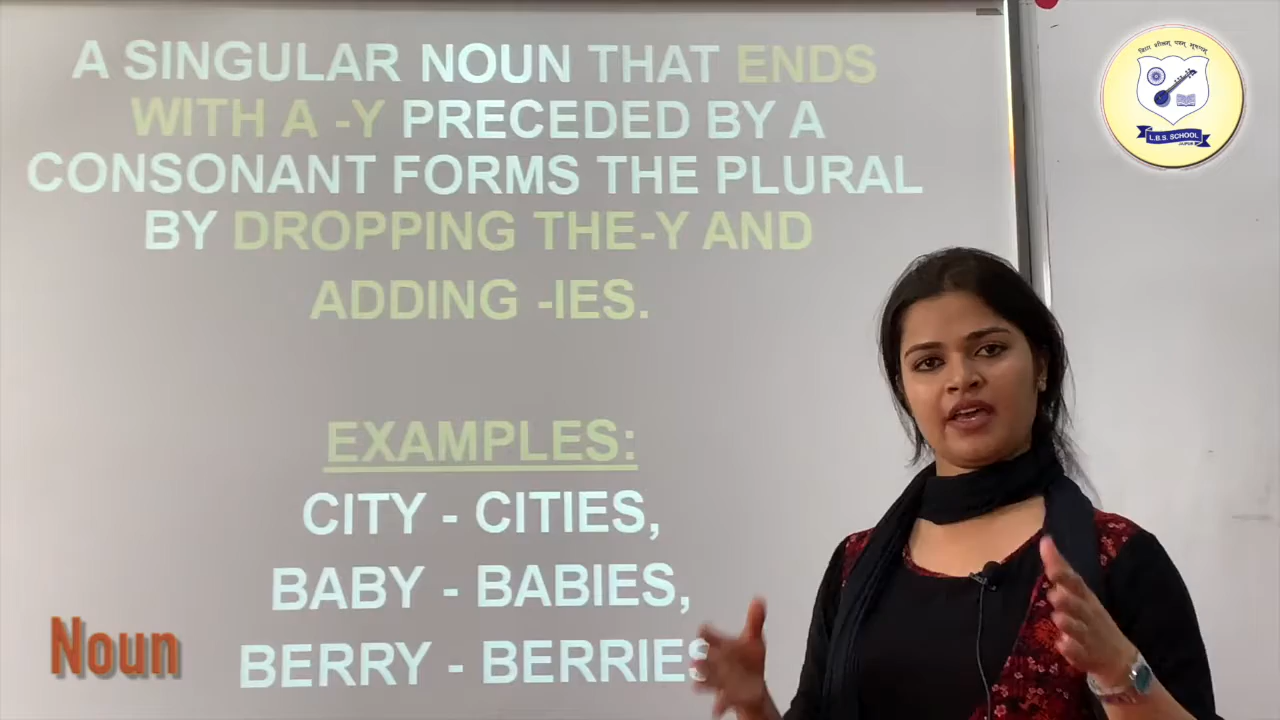 A SINGULAR NOUN THAT ENDS
WITH A -Y PRECEDED BY A
CONSONANT FORMS THE PLURAL
BY DROPPING THE-Y AND
ADDING -IES.
EXAMPLES:
CITY - CITIES,
BABY - BABIES,
BERRY - BERRIES
Noun
L.B.S. SCHOOL
JAIPUR